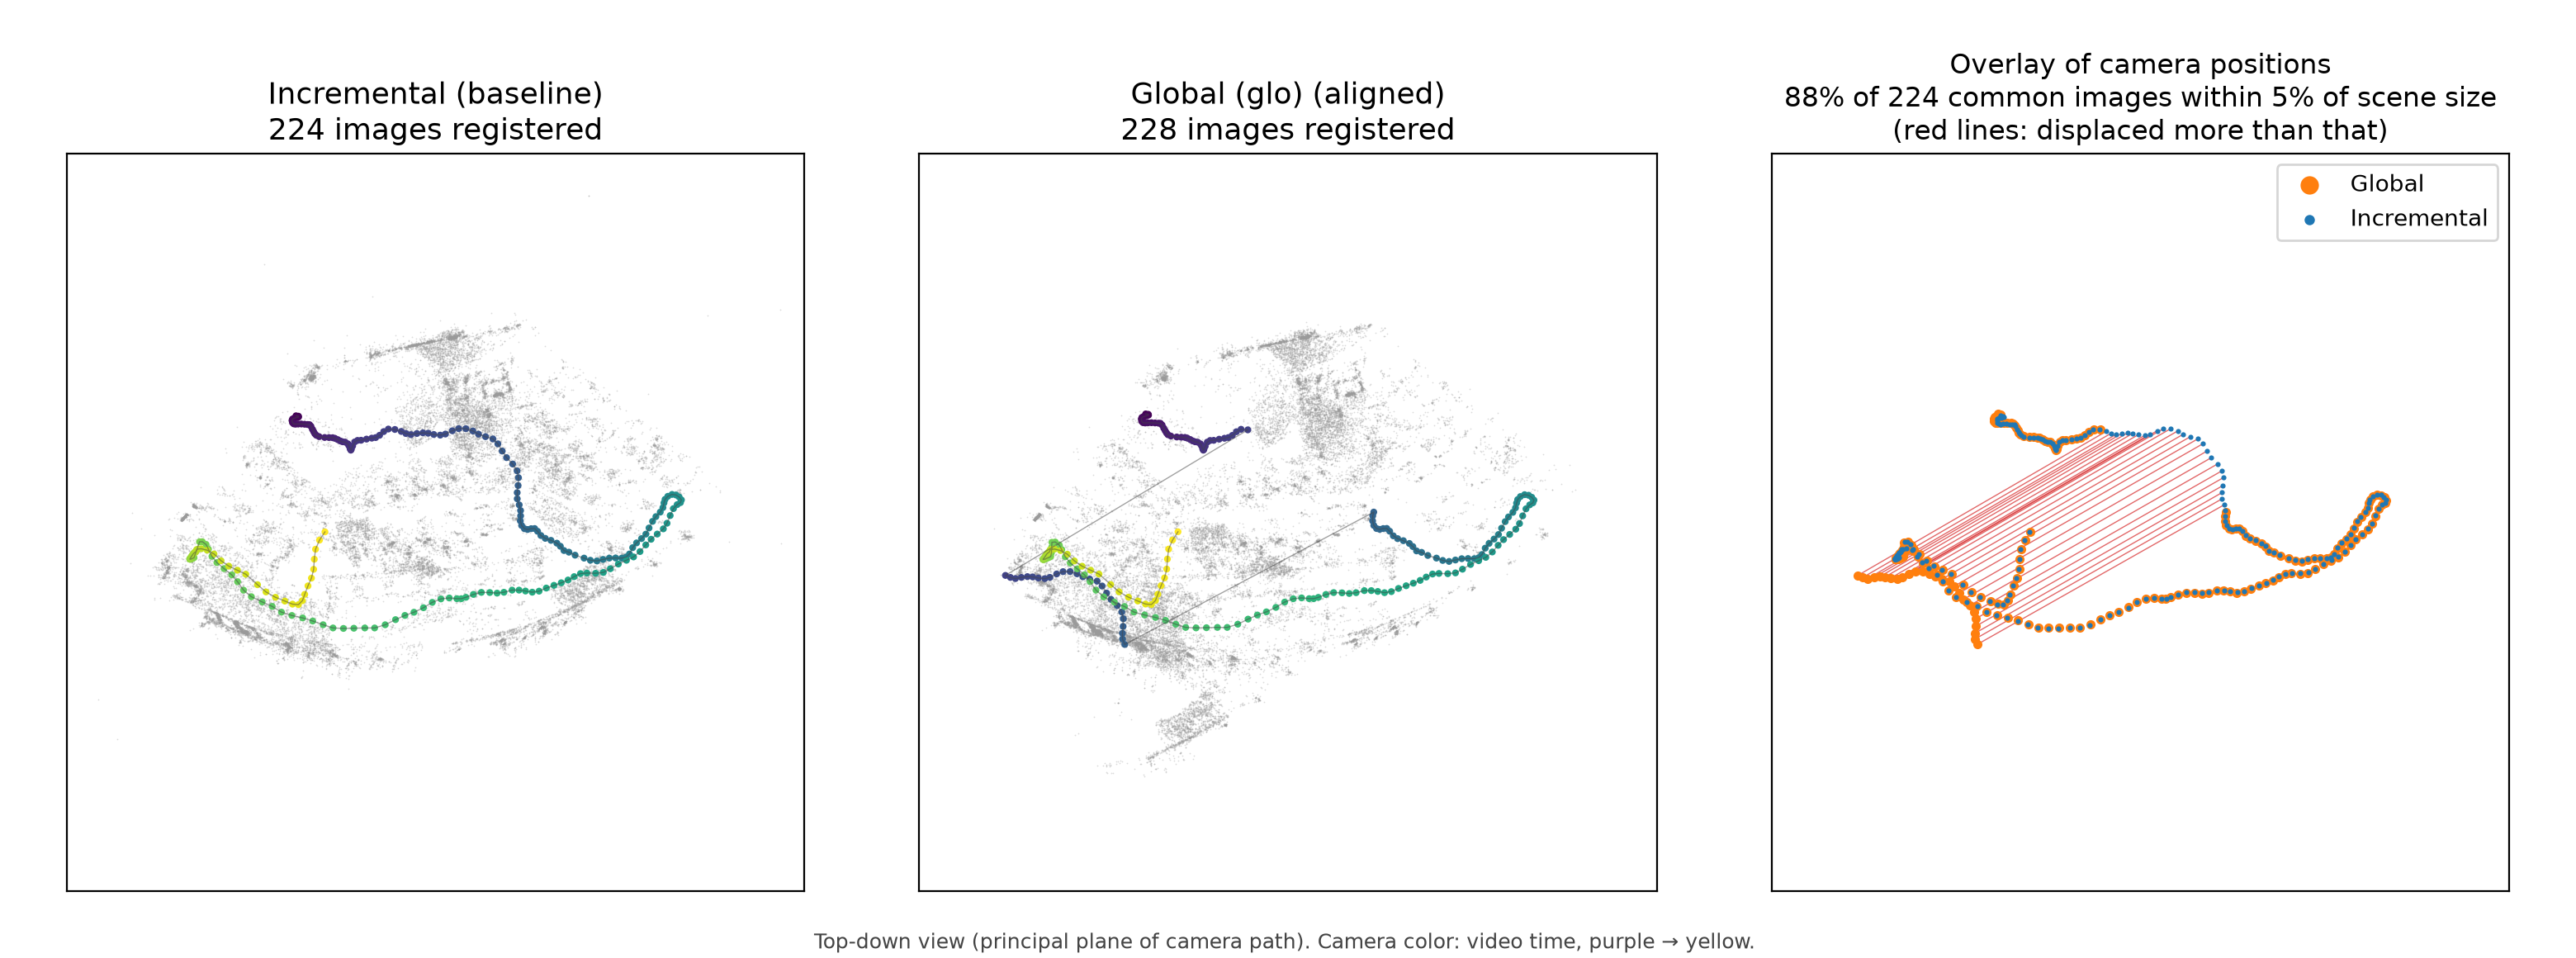 Incremental (baseline)
224 images registered
Global (glo) (aligned)
228 images registered
Overlay of camera positions
88% of 224 common images within 5% of scene size
(red lines: displaced more than that)
Global
Incremental
Top-down view (principal plane of camera path). Camera color: video time, purple → yellow.